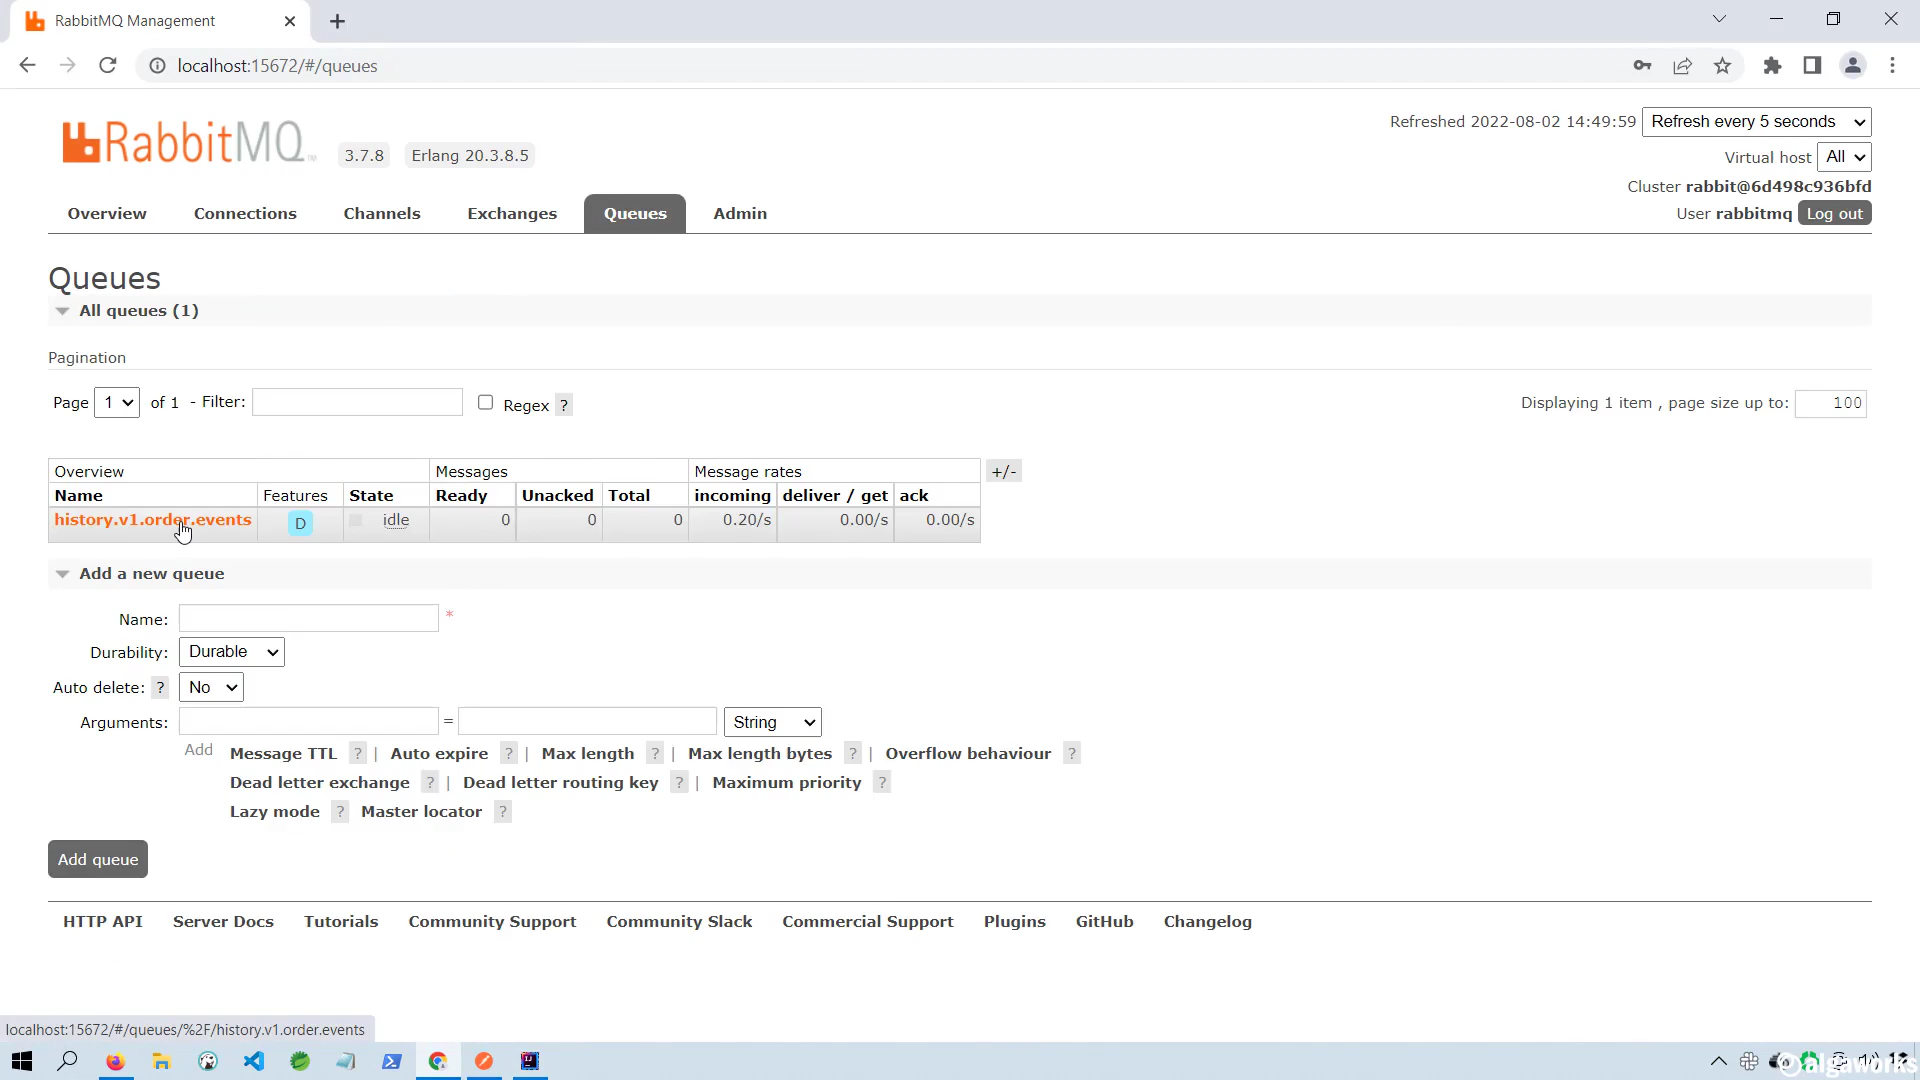 RabbitMQ Management
localhost:15672/#/queues
RabbitMQ TM 3.7.8 Erlang 20.3.8.5
Refreshed 2022-08-02 14:49:59 Refresh every 5 seconds
Virtual host All
Cluster rabbit@6d498c936bfd
User rabbitmq Log out
Overview Connections Channels Exchanges Queues Admin
Queues
All queues (1)
Pagination
Page 1 of 1 - Filter: Regex ? Displaying 1 item , page size up to: 100
Overview Messages Message rates +/-
Name Features State Ready Unacked Total incoming deliver / get ack
history.v1.order.events D idle 0 0 0 0.20/s 0.00/s 0.00/s
Add a new queue
Name: *
Durability: Durable
Auto delete: ? No
Arguments: = String
Add Message TTL ? | Auto expire ? | Max length ? | Max length bytes ? | Overflow behaviour ?
Dead letter exchange ? | Dead letter routing key ? | Maximum priority ?
Lazy mode ? Master locator ?
Add queue
HTTP API Server Docs Tutorials Community Support Community Slack Commercial Support Plugins GitHub Changelog
localhost:15672/#/queues/%2F/history.v1.order.events
algaworks